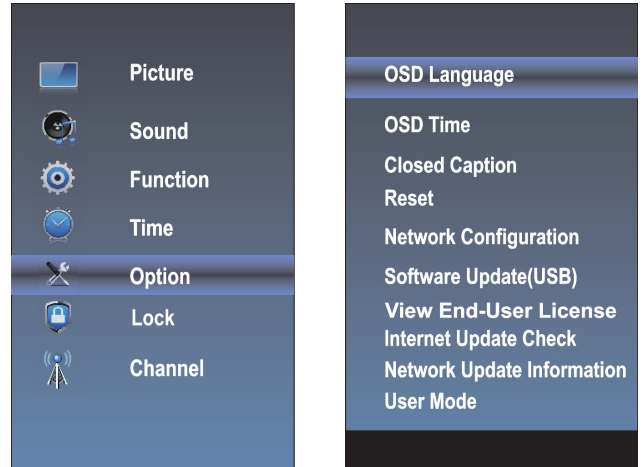 Picture
Sound
Function
Time
Option
Lock
Channel
OSD Language
OSD Time
Closed Caption
Reset
Network Configuration
Software Update(USB)
View End-User License
Internet Update Check
Network Update Information
User Mode